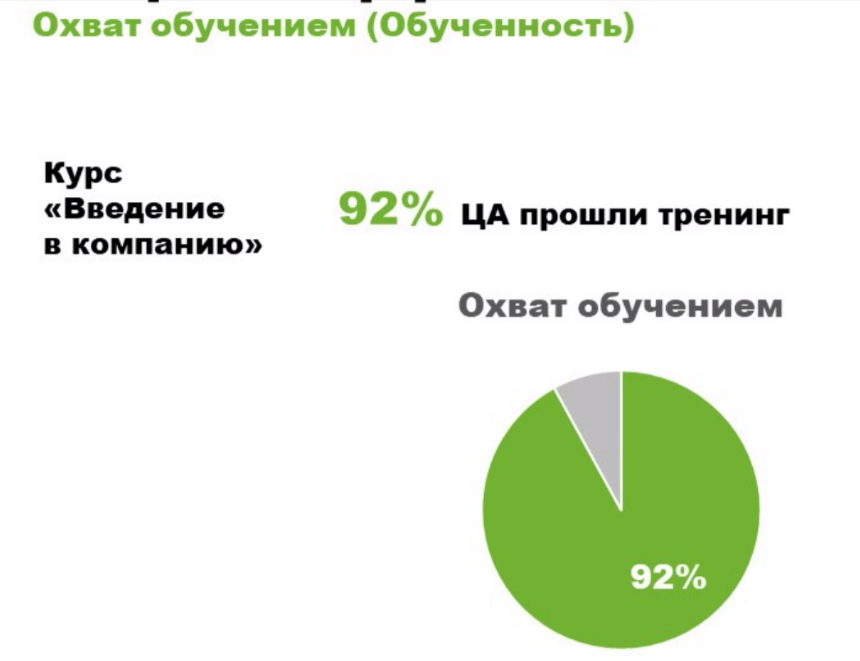 Охват обучением (Обученность)
Курс
«Введение
в компанию»
92% ЦА прошли тренинг
Охват обучением
92%